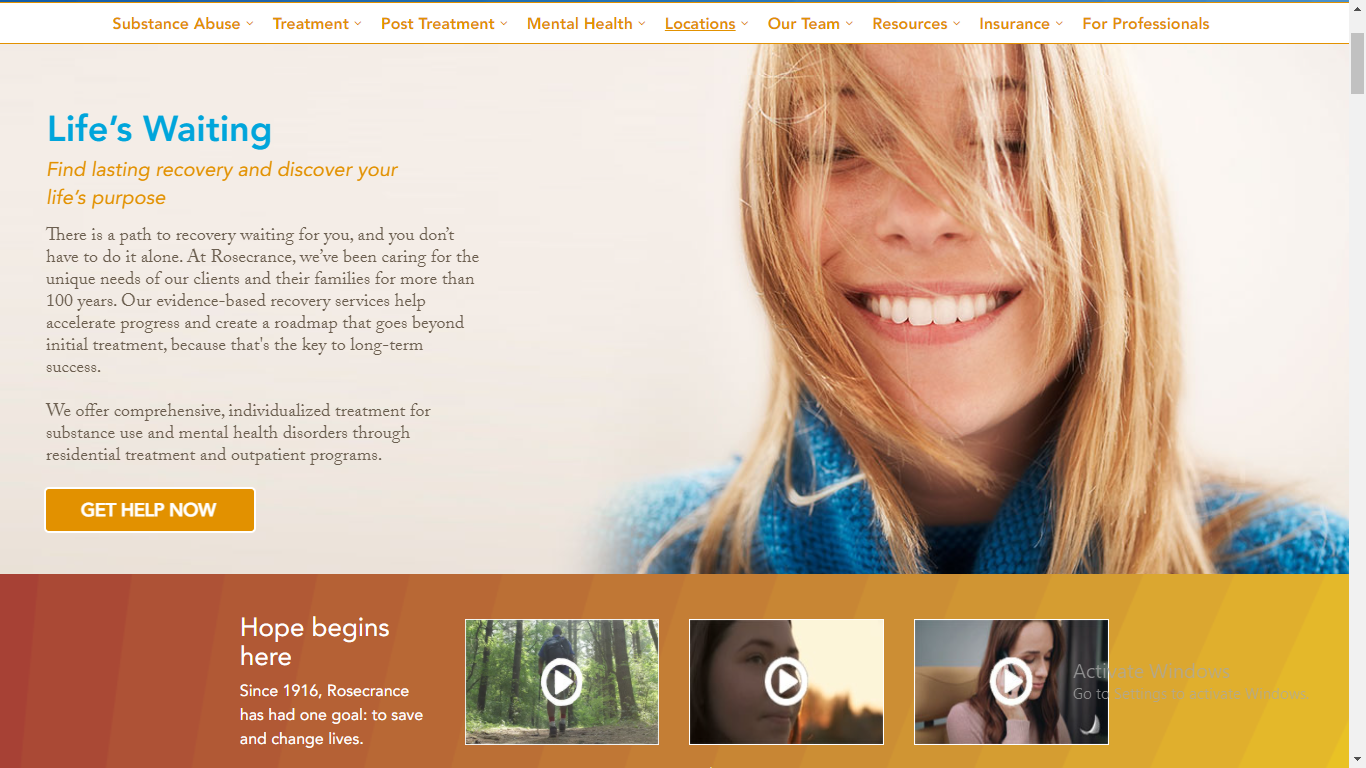 Substance Abuse Treatment Post Treatment Mental Health Locations Our Team Resources Insurance For Professionals
Life’s Waiting
Find lasting recovery and discover your
life’s purpose
There is a path to recovery waiting for you, and you don’t
have to do it alone. At Rosecrance, we’ve been caring for the
unique needs of our clients and their families for more than
100 years. Our evidence-based recovery services help
accelerate progress and create a roadmap that goes beyond
initial treatment, because that's the key to long-term
success.
We offer comprehensive, individualized treatment for
substance use and mental health disorders through
residential treatment and outpatient programs.
GET HELP NOW
Hope begins
here
Since 1916, Rosecrance
has had one goal: to save
and change lives.
Activate Windows
Go to Settings to activate Windows.